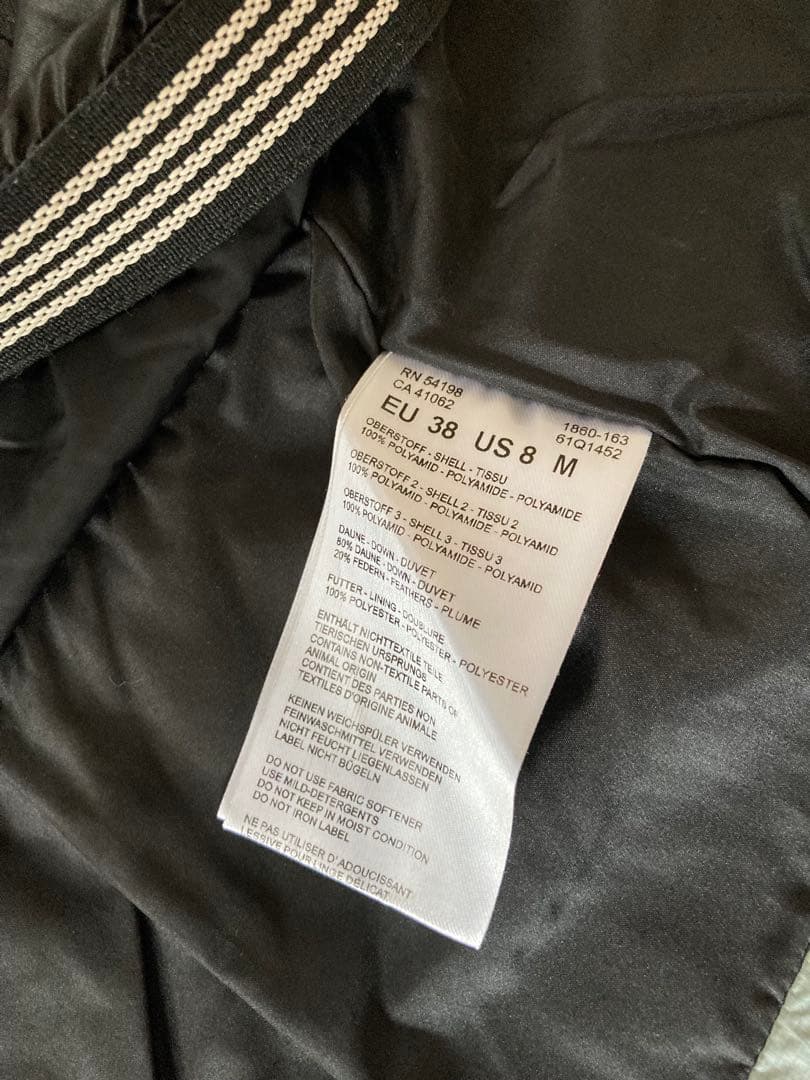 RN 54198
CA 41062
1860-163
61Q1452
EU 38 US 8 M
OBERSTOFF - SHELL - TISSU
100% POLYAMID - POLYAMIDE - POLYAMIDE
OBERSTOFF 2 - SHELL 2 - TISSU 2
100% POLYAMID - POLYAMIDE - POLYAMID
OBERSTOFF 3 - SHELL 3 - TISSU 3
100% POLYAMID - POLYAMIDE - POLYAMID
DAUNE - DOWN - DUVET
80% DAUNE - DOWN - DUVET
20% FEDERN - FEATHERS - PLUME
FUTTER - LINING - DOUBLURE
100% POLYESTER - POLYESTER - POLYESTER
ENTHÄLT NICHTTEXTILE TEILE
TIERISCHEN URSPRUNGS
CONTAINS NON-TEXTILE PARTS OF
ANIMAL ORIGIN
CONTIENT DES PARTIES NON
TEXTILES D'ORIGINE ANIMALE
KEINEN WEICHSPÜLER VERWENDEN
FEINWASCHMITTEL VERWENDEN
NICHT FEUCHT LIEGENLASSEN
LABEL NICHT BÜGELN
DO NOT USE FABRIC SOFTENER
USE MILD-DETERGENTS
DO NOT KEEP IN MOIST CONDITION
DO NOT IRON LABEL
NE PAS UTILISER D'ADOUCISSANT
LESSIVE POUR LINGE DÉLICAT